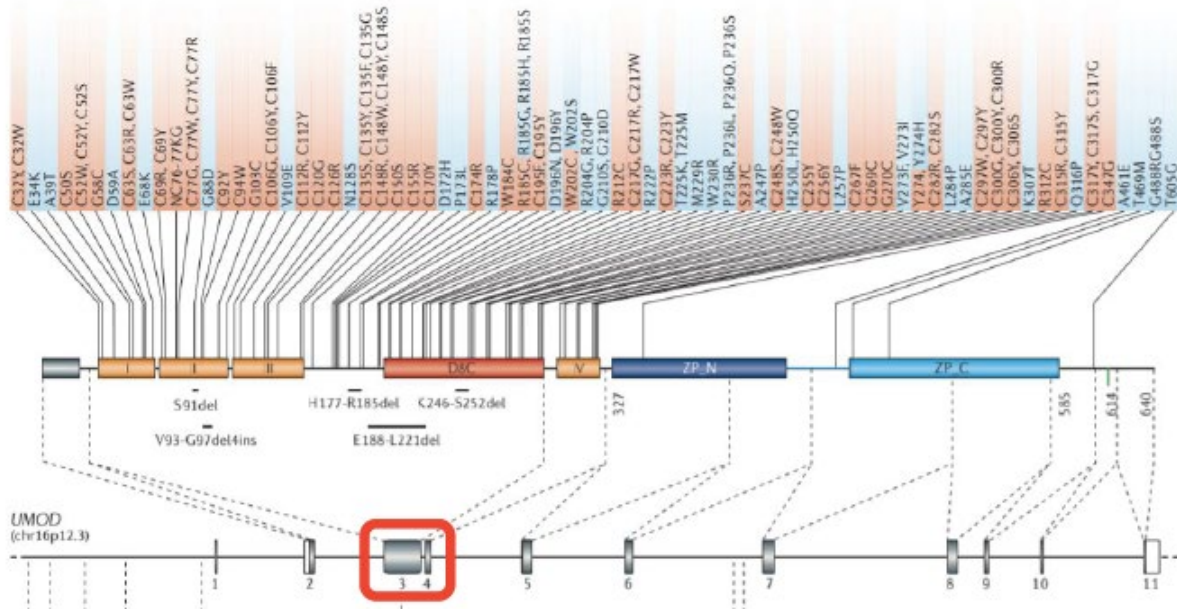 C32Y, C32W
E34K
A39T
C50S
C52W, C52Y, C52S
G58C
D59A
C63S, C63R, C63W
E68K
C69R, C69Y
NC76-77KG
C77G, C77W, C77Y, C77R
G88D
C92Y
C94W
G103C
C106G, C106Y, C106F
V109E
C112R, C112Y
C120G
C126R
N128S
C135S, C135Y, C135F, C135G
C148R, C148W, C148Y, C148S
C150S
C155R
C170Y
D172H
P173L
C174R
R178P
W184C
R185C, R185G, R185H, R185S
C195F, C195Y
D196N, D196Y
W202C, W202S
R204G, R204P
G210S, G210D
R212C
C217G, C217R, C217W
R222P
C223R, C223Y
T225K, T225M
M229R
W230R
P236R, P236L, P236Q, P236S
S237C
A247P
C248S, C248W
H250L, H250Q
C255Y
C256Y
L257P
C267F
G269C
G270C
V273F, V273I
Y274, Y274H
C282R, C282S
L284P
A285E
C297W, C297Y
C300G, C300Y, C300R
C306Y, C306S
K307T
R312C
C315R, C315Y
Q316P
C317Y, C317S, C317G
C347G
A461E
T469M
G488RG488S
T605G
I
I
II
D8C
IV
ZP_N
ZP_C
S91del
V93-G97del4ins
H177-R185del
K246-S252del
E188-L221del
327
585
614
640
UMOD
(chr16p12.3)
1
2
3
4
5
6
7
8
9
10
11